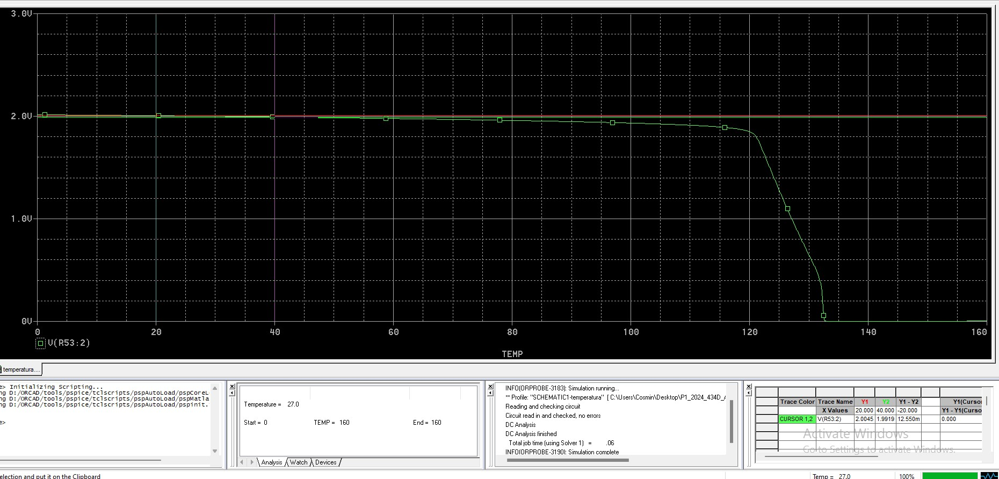 3.0V
2.0V
1.0V
0V
0 20 40 60 80 100 120 140 160
V(R53:2)
TEMP
temperatura....
e> Initializing Scripting...
ng D:/ORCAD/tools/pspice/tclscripts/pspAutoLoad/pspCoreL
ng D:/ORCAD/tools/pspice/tclscripts/pspAutoLoad/pspMatla
ng D:/ORCAD/tools/pspice/tclscripts/pspAutoLoad/pspinit.
e>
Temperature = 27.0
Start = 0 TEMP = 160 End = 160
Analysis Watch Devices
INFO(ORPROBE-3183): Simulation running...
** Profile: "SCHEMATIC1-temperatura" [ C:\Users\Cosmin\Desktop\P1_2024_434D_A
Reading and checking circuit
Circuit read in and checked, no errors
DC Analysis
DC Analysis finished
Total job time (using Solver 1) = .06
INFO(ORPROBE-3190): Simulation complete
Trace Color Trace Name Y1 Y2 Y1 - Y2 Y1(Cursor
X Values 20.000 40.000 -20.000 Y1 - Y1(Curso
CURSOR 1,2 V(R53:2) 2.0045 1.9919 12.550m 0.000
Activate Windows
Go to Settings to activate Windows.
election and put it on the Clipboard
Temp = 27.0 100%